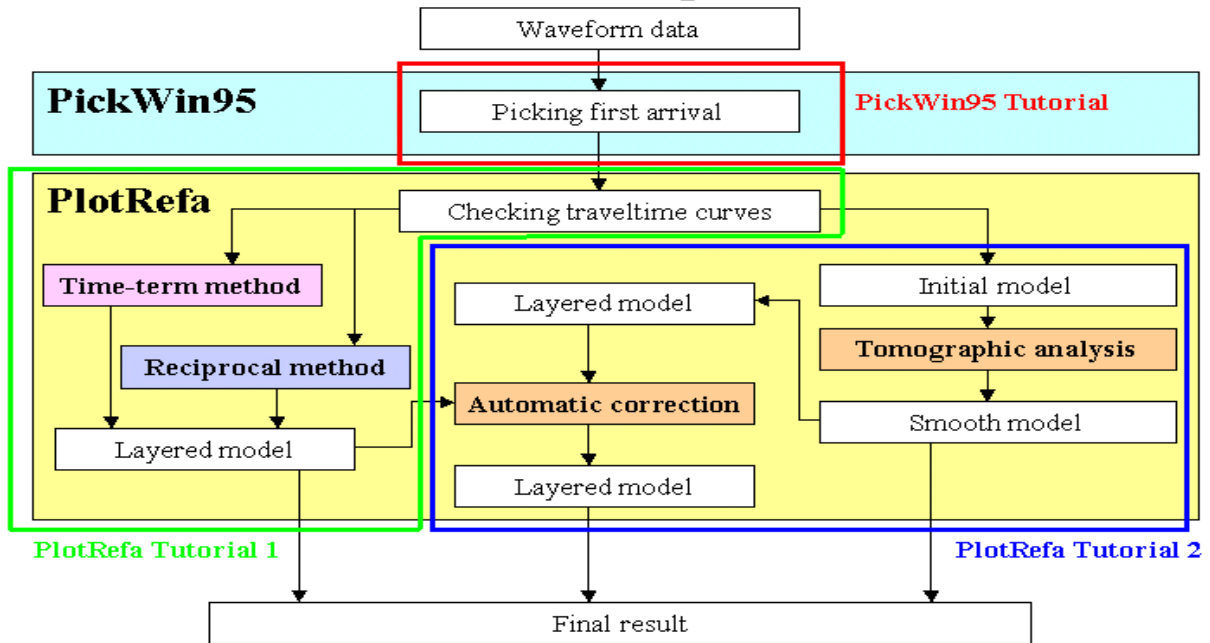 Waveform data
PickWin95
Picking first arrival
PickWin95 Tutorial
PlotRefa
Checking traveltime curves
Time-term method
Layered model
Initial model
Reciprocal method
Tomographic analysis
Automatic correction
Smooth model
Layered model
Layered model
PlotRefa Tutorial 1
PlotRefa Tutorial 2
Final result